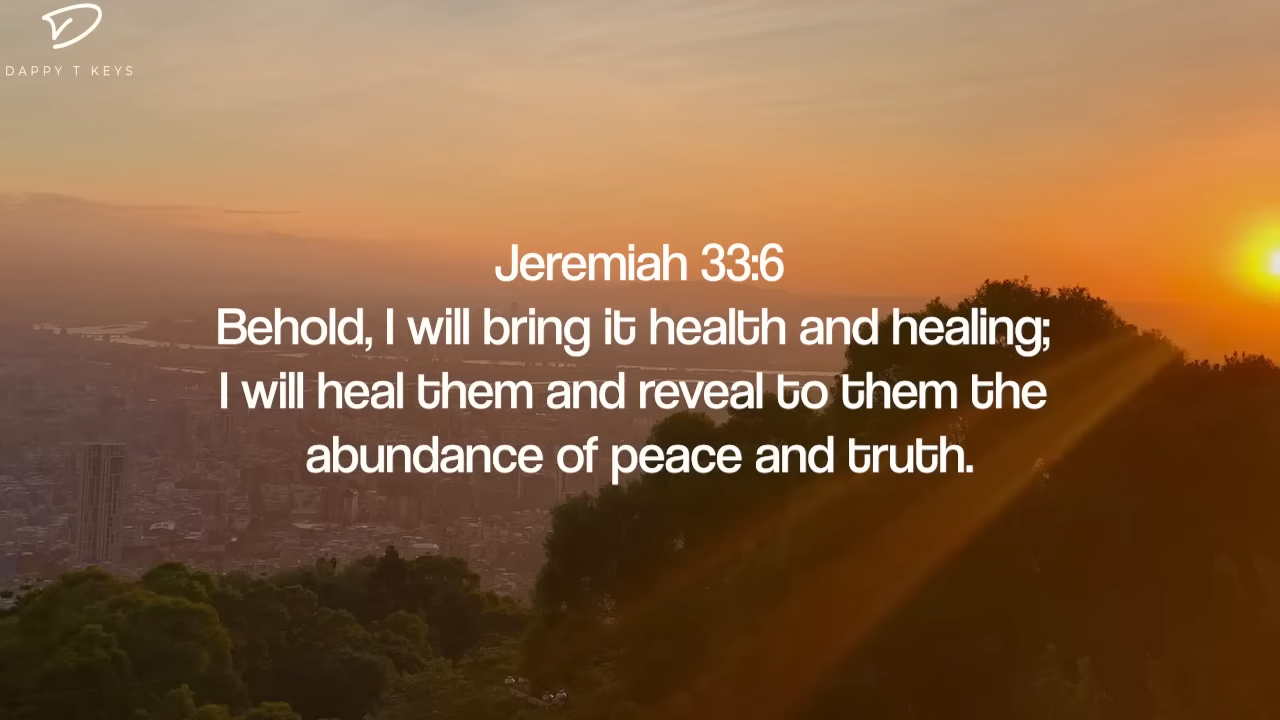 DAPPY T KEYS
Jeremiah 33:6
Behold, I will bring it health and healing;
I will heal them and reveal to them the
abundance of peace and truth.